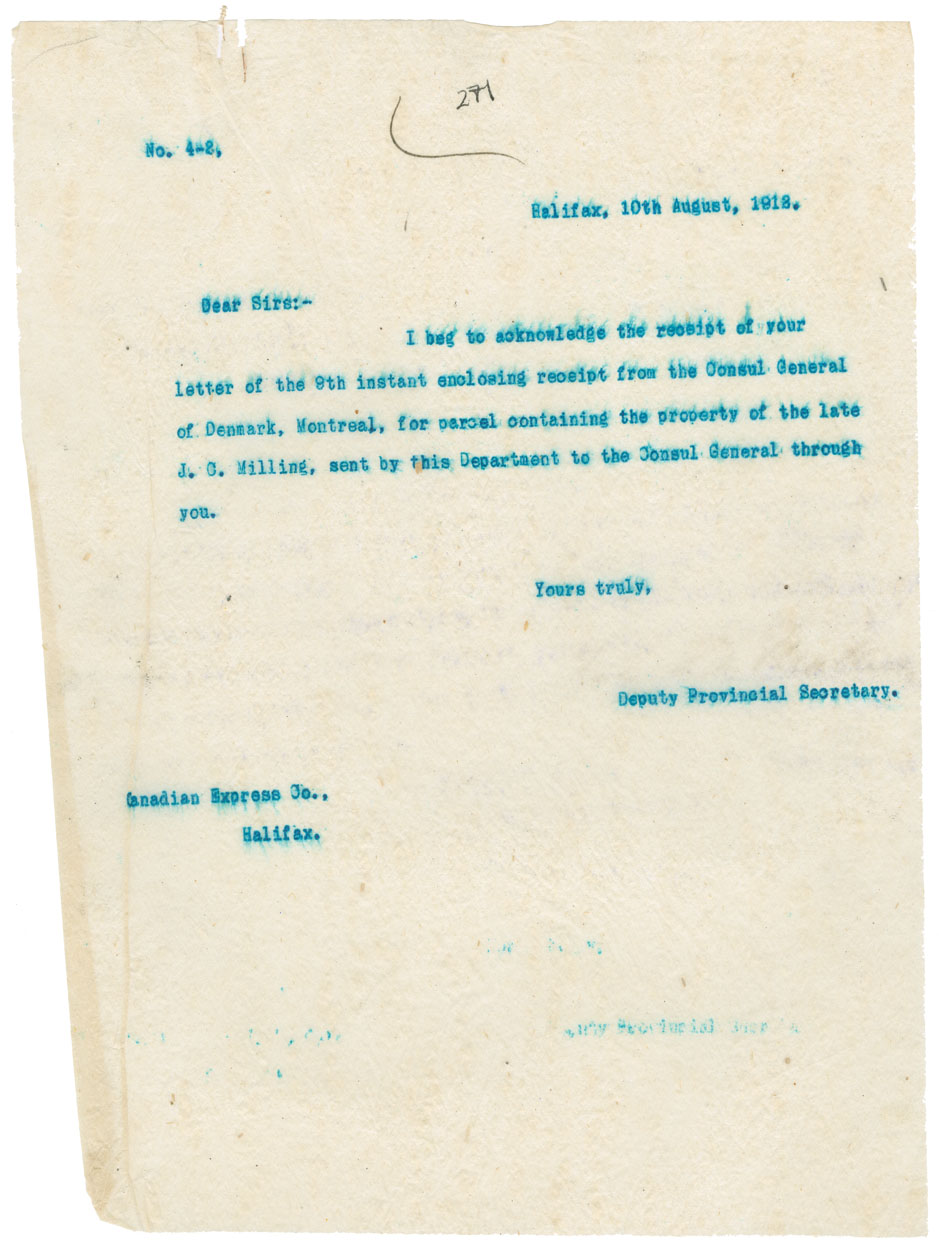 271
No. 4-2,
Halifax, 10th August, 1912.
Dear Sirs:-
I beg to acknowledge the receipt of your
letter of the 9th instant enclosing receipt from the Consul General
of Denmark, Montreal, for parcel containing the property of the late
J. C. Milling, sent by this Department to the Consul General through
you.
Yours truly,
Deputy Provincial Secretary.
Canadian Express Co.,
Halifax.
Provincial